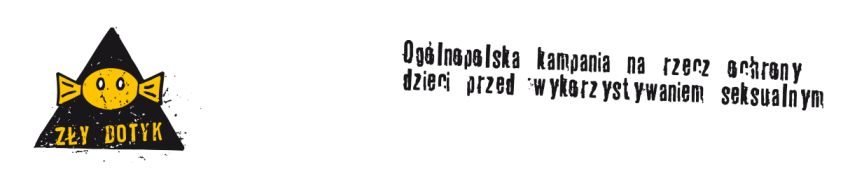 ZŁY DOTYK
Ogólnopolska kampania na rzecz ochrony
dzieci przed wykorzystywaniem seksualnym